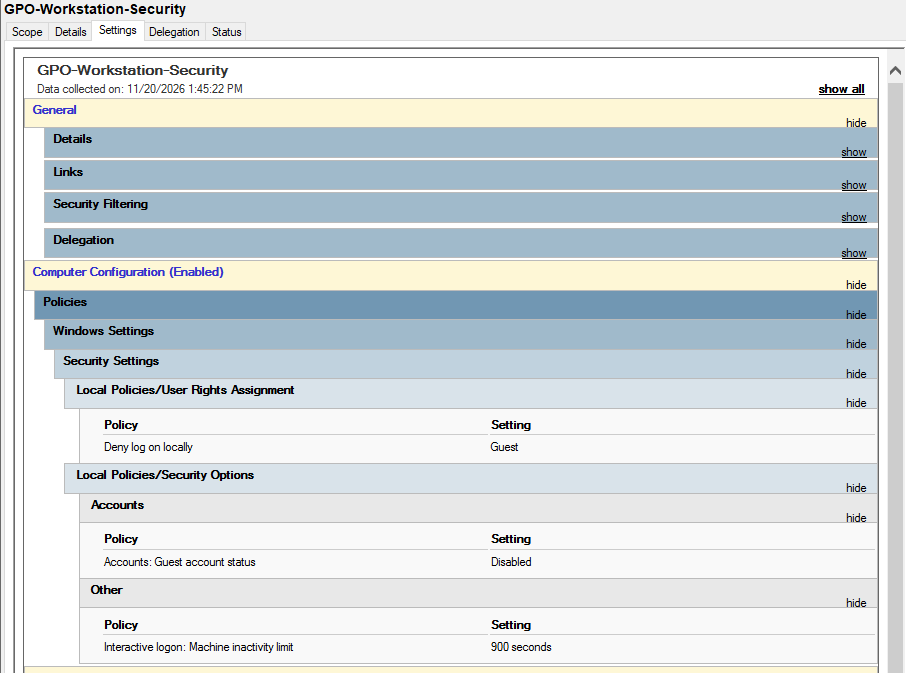 GPO-Workstation-Security
Scope Details Settings Delegation Status
GPO-Workstation-Security
Data collected on: 11/20/2026 1:45:22 PM
show all
General
hide
Details
show
Links
show
Security Filtering
show
Delegation
show
Computer Configuration (Enabled)
hide
Policies
hide
Windows Settings
hide
Security Settings
hide
Local Policies/User Rights Assignment
hide
Policy Setting
Deny log on locally Guest
Local Policies/Security Options
hide
Accounts
hide
Policy Setting
Accounts: Guest account status Disabled
Other
hide
Policy Setting
Interactive logon: Machine inactivity limit 900 seconds